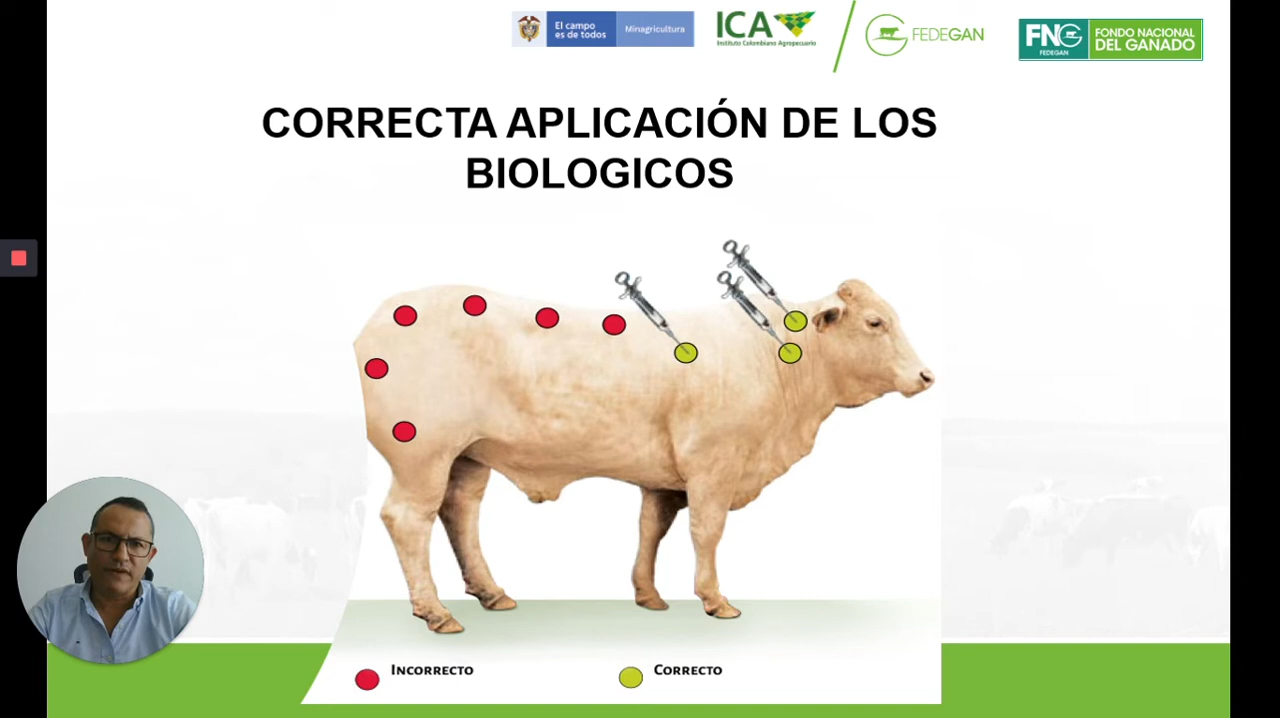 El campo
es de todos
Minagricultura
ICA
Instituto Colombiano Agropecuario
FEDEGAN
FNG
FEDEGAN
FONDO NACIONAL
DEL GANADO
CORRECTA APLICACIÓN DE LOS
BIOLOGICOS
INCORRECTO
CORRECTO